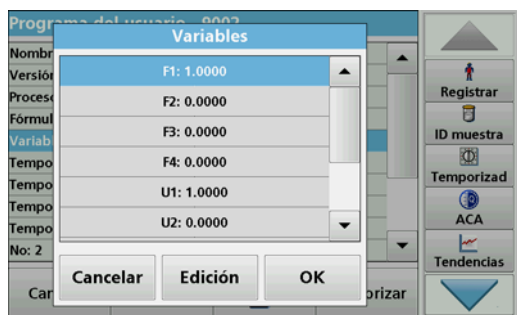 Programa del usuario 9002
Variables
Nombr
Versión
Proceso
Fórmul
Variabl
Tempo
Tempo
Tempo
Tempo
No: 2
F1: 1.0000
F2: 0.0000
F3: 0.0000
F4: 0.0000
U1: 1.0000
U2: 0.0000
Cancelar
Edición
OK
Car
orizar
Registrar
ID muestra
Temporizad
ACA
Tendencias